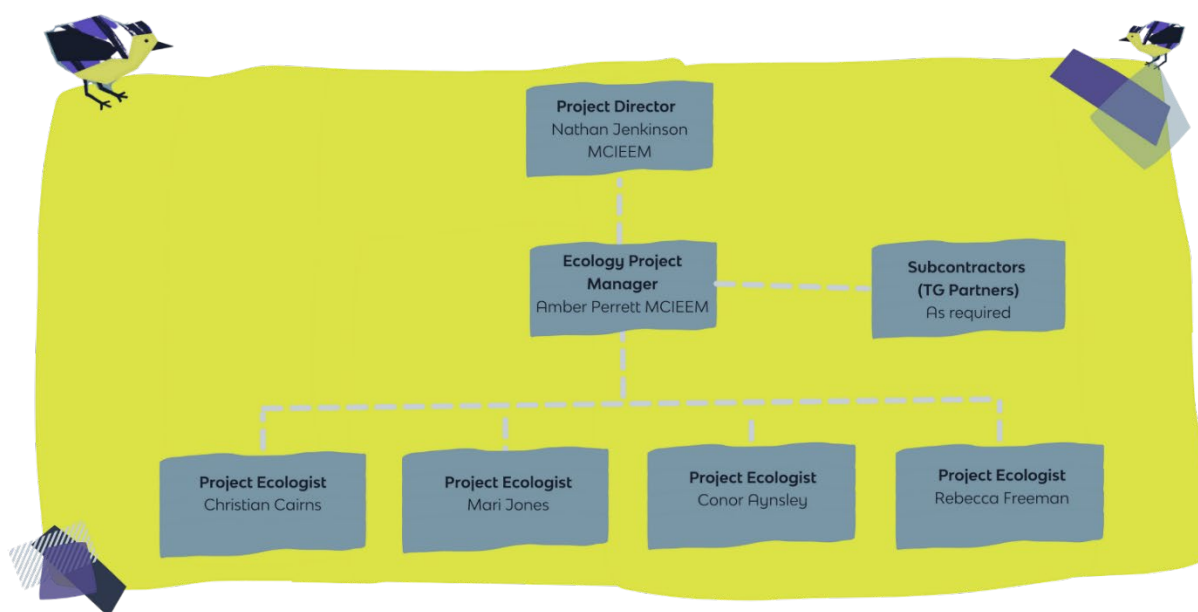 Project Director
Nathan Jenkinson
MCIEEM
Ecology Project
Manager
Amber Perrett MCIEEM
Subcontractors
(TG Partners)
As required
Project Ecologist
Christian Cairns
Project Ecologist
Mari Jones
Project Ecologist
Conor Aynsley
Project Ecologist
Rebecca Freeman